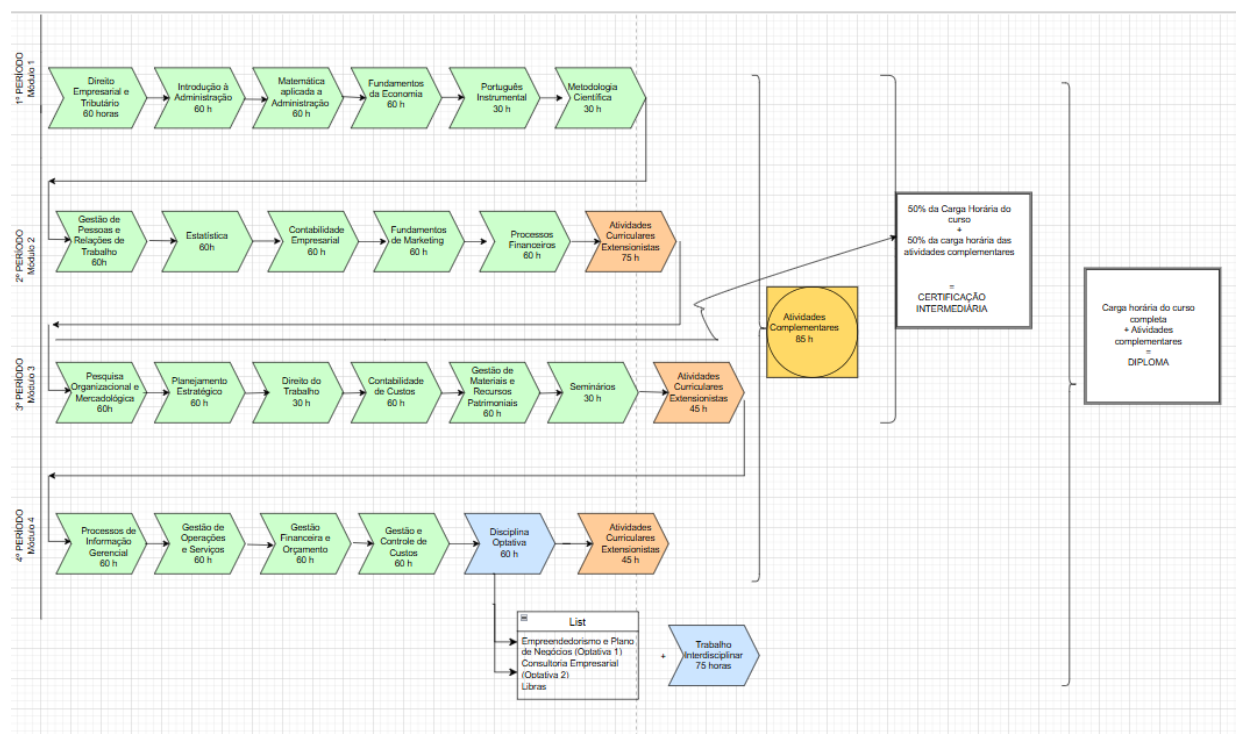 1º PERÍODO
Módulo 1
Direito
Empresarial e
Tributário
60 horas
Introdução à
Administração
60 h
Matemática
aplicada a
Administração
60 h
Fundamentos
da Economia
60 h
Português
Instrumental
30 h
Metodologia
Científica
30 h
2º PERÍODO
Módulo 2
Gestão de
Pessoas e
Relações de
Trabalho
60h
Estatística
60h
Contabilidade
Empresarial
60 h
Fundamentos
de Marketing
60 h
Processos
Financeiros
60 h
Atividades
Curriculares
Extensionistas
75 h
3º PERÍODO
Módulo 3
Pesquisa
Organizacional e
Mercadológica
60h
Planejamento
Estratégico
60 h
Direito do
Trabalho
30 h
Contabilidade
de Custos
60 h
Gestão de
Materiais e
Recursos
Patrimoniais
60 h
Seminários
30 h
Atividades
Curriculares
Extensionistas
45 h
4º PERÍODO
Módulo 4
Processos de
Informação
Gerencial
60 h
Gestão de
Operações
e Serviços
60 h
Gestão
Financeira e
Orçamento
60 h
Gestão e
Controle de
Custos
60 h
Disciplina
Optativa
60 h
Atividades
Curriculares
Extensionistas
45 h
List
Empreendedorismo e Plano
de Negócios (Optativa 1)
Consultoria Empresarial
(Optativa 2)
Libras
+
Trabalho
Interdisciplinar
75 horas
Atividades
Complementares
85 h
50% da Carga Horária do
curso
+
50% da carga horária das
atividades complementares
=
CERTIFICAÇÃO
INTERMEDIÁRIA
Carga horária do curso
completa
+ Atividades
complementares
=
DIPLOMA